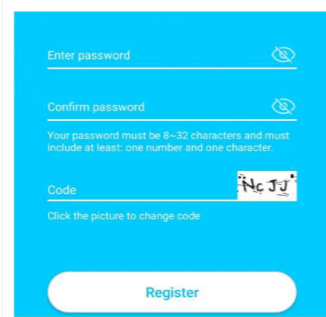 Enter password
Confirm password
Your password must be 8~32 characters and must
include at least: one number and one character.
Code
NcJJ
Click the picture to change code
Register